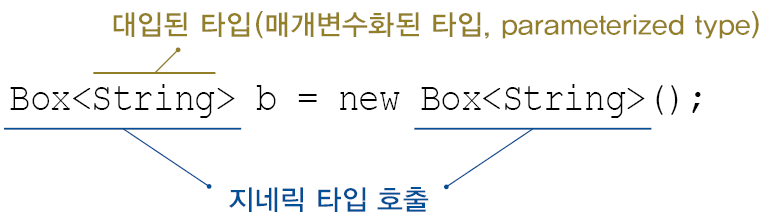 대입된 타입(매개변수화된 타입, parameterized type)
Box<String> b = new Box<String>();
지네릭 타입 호출